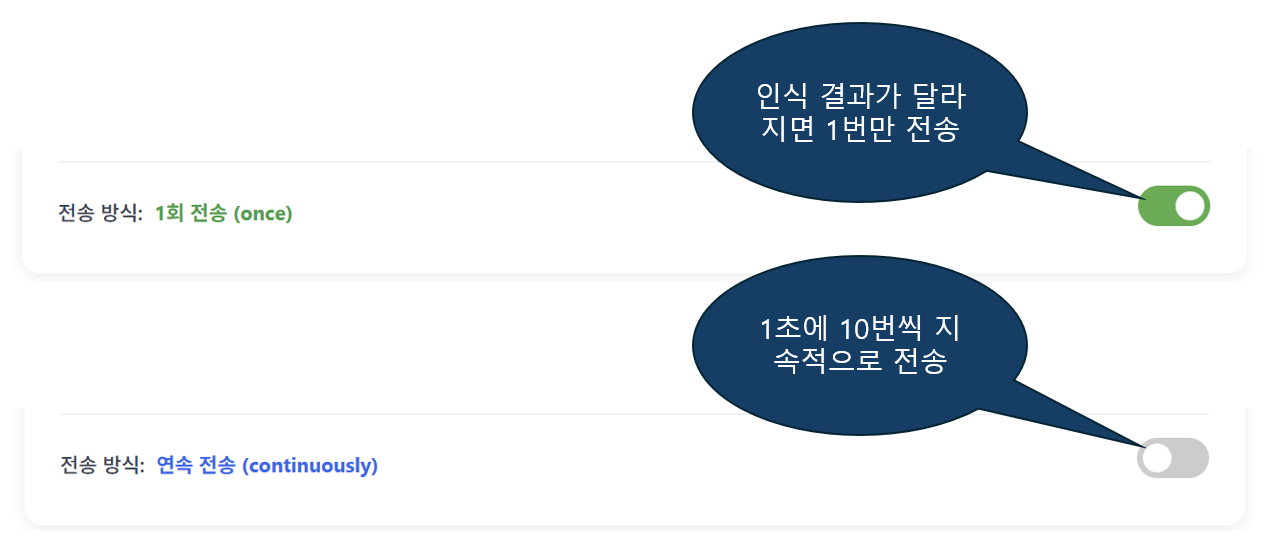 인식 결과가 달라
지면 1번만 전송
전송 방식: 1회 전송 (once)
1초에 10번씩 지
속적으로 전송
전송 방식: 연속 전송 (continuously)